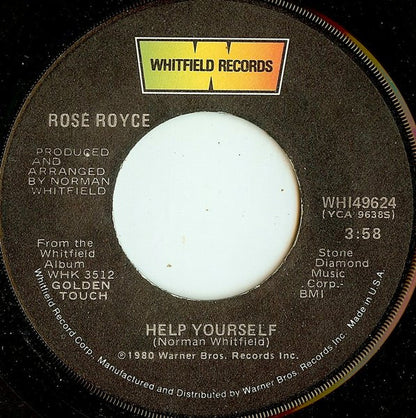 WHITFIELD RECORDS
ROSÉ ROYCE
PRODUCED
AND
ARRANGED
BY NORMAN
WHITFIELD
WHI49624
(YCA 9638S)
3:58
From the
Whitfield
Album
WHK 3512
GOLDEN
TOUCH
Stone
Diamond
Music
Corp.-
BMI
HELP YOURSELF
(Norman Whitfield)
℗1980 Warner Bros. Records Inc.
Whitfield Record Corp., Manufactured and Distributed by Warner Bros. Records Inc. Made in U.S.A.